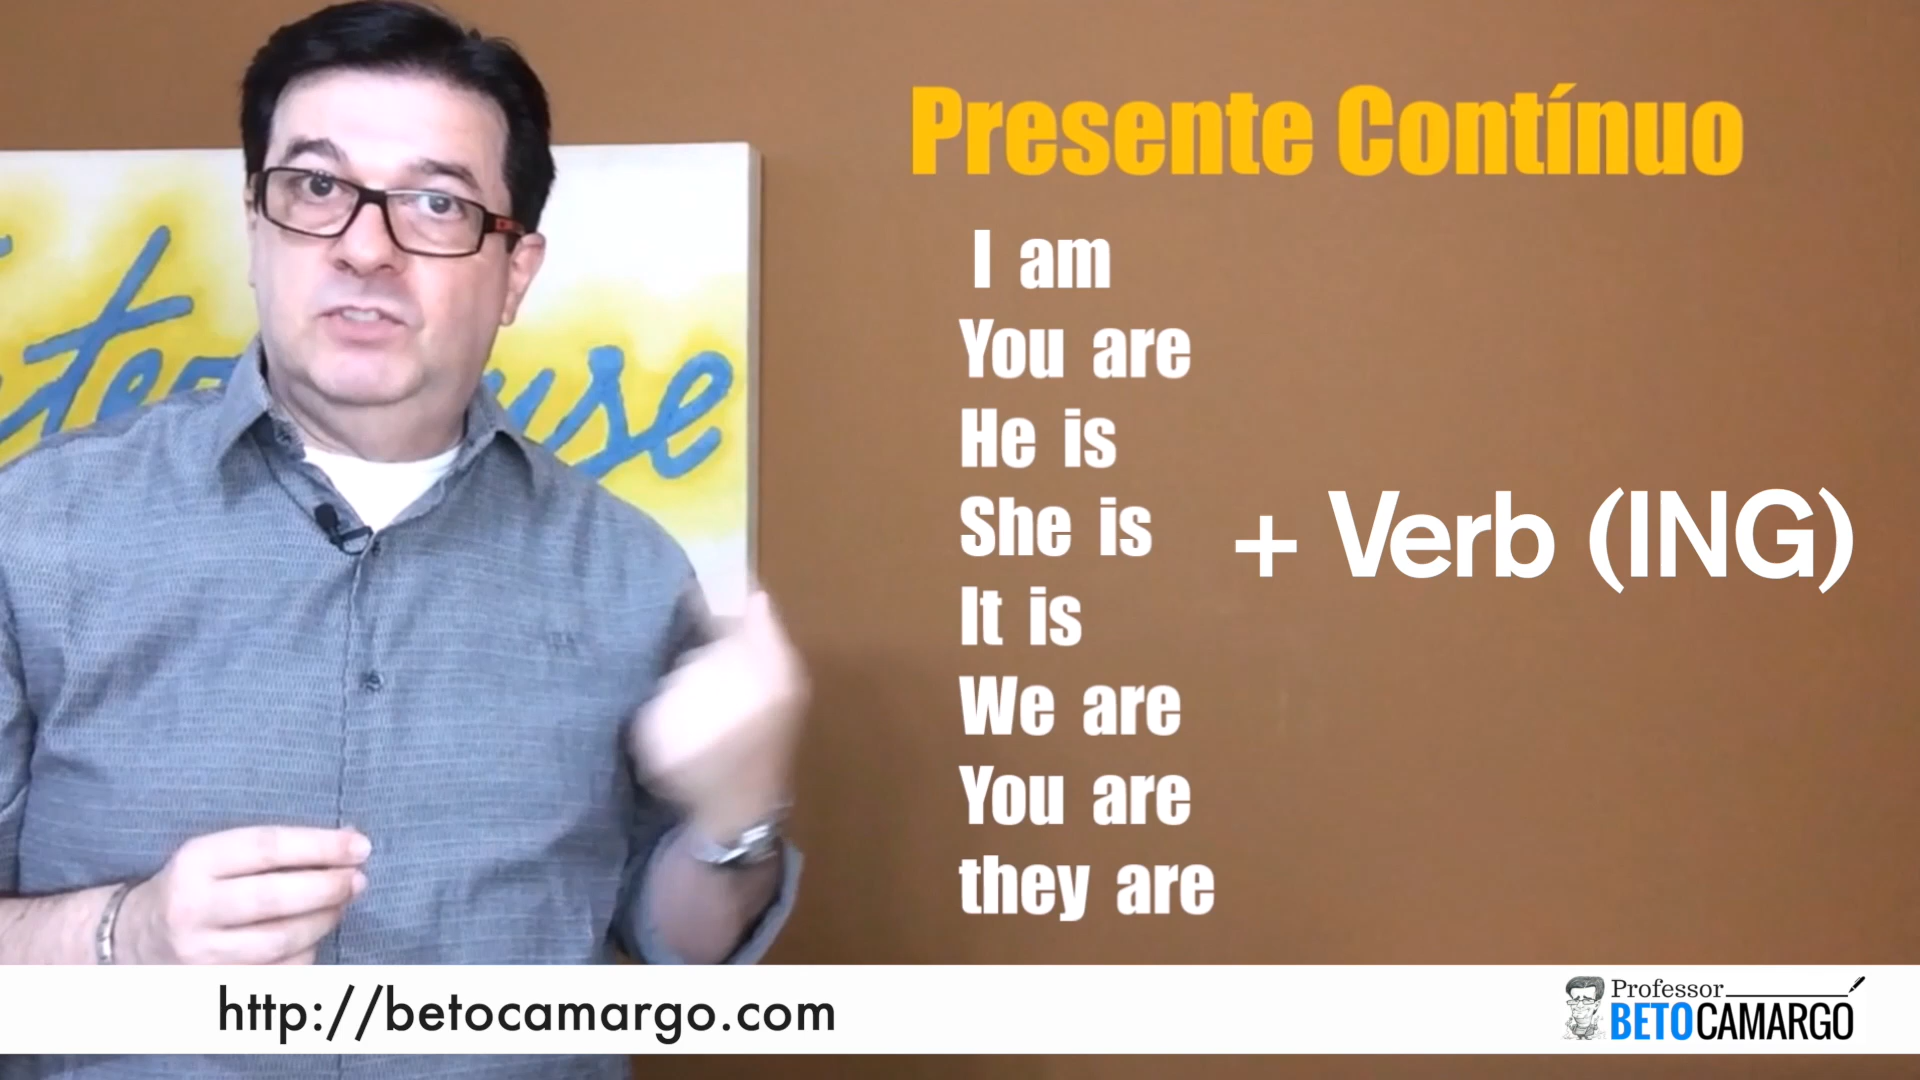 Presente Contínuo
I am
You are
He is
She is
It is
We are
You are
they are
+ Verb (ING)
use
http://betocamargo.com
Professor
BETOCAMARGO